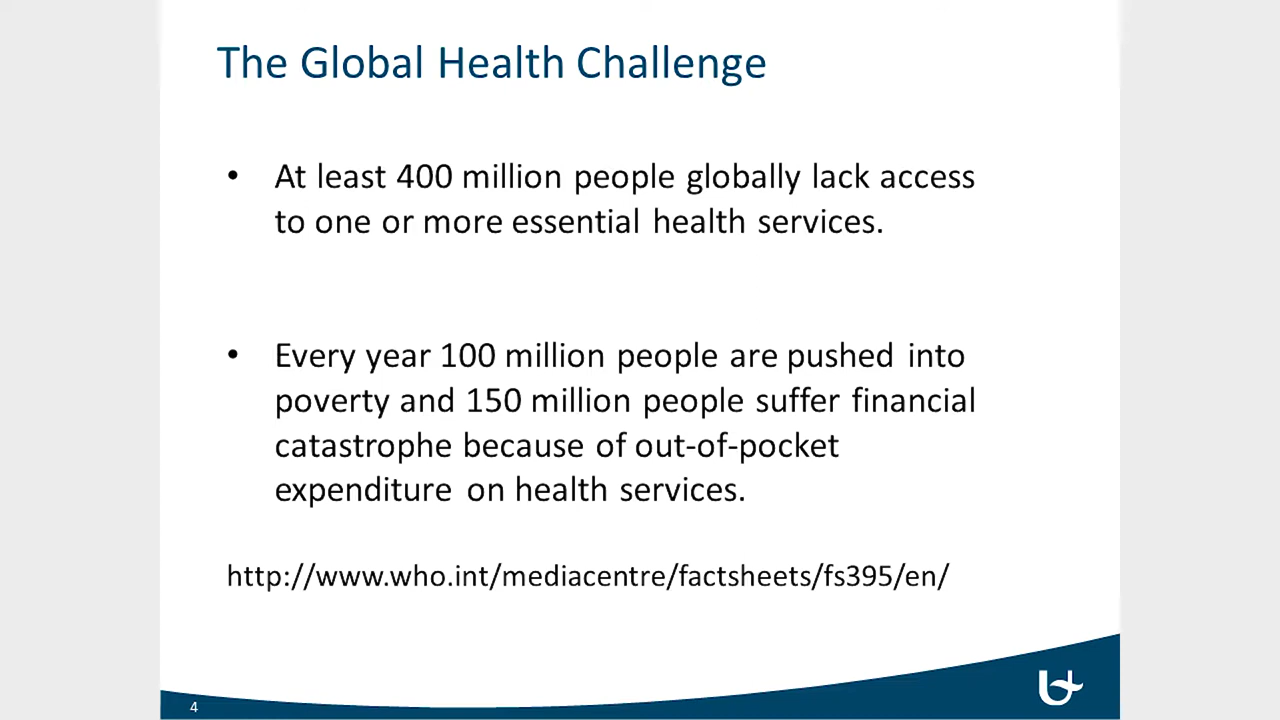 The Global Health Challenge
• At least 400 million people globally lack access
to one or more essential health services.
• Every year 100 million people are pushed into
poverty and 150 million people suffer financial
catastrophe because of out-of-pocket
expenditure on health services.
http://www.who.int/mediacentre/factsheets/fs395/en/
4